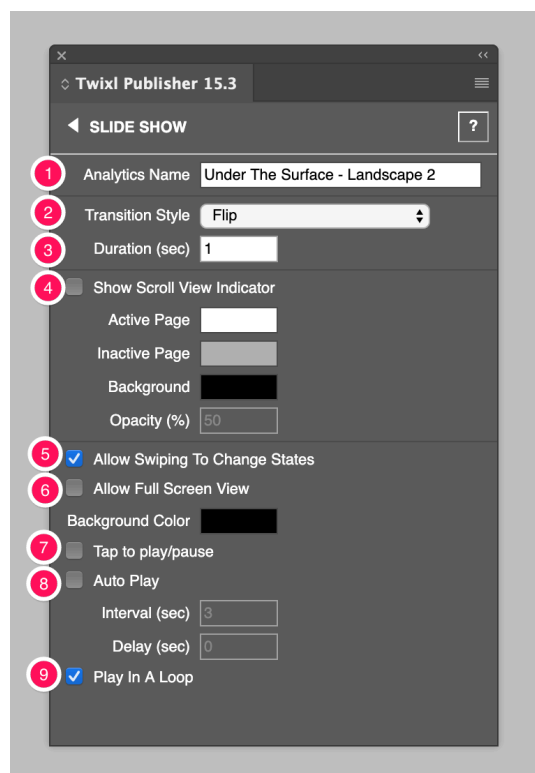 Twixl Publisher 15.3
SLIDE SHOW ?
1 Analytics Name Under The Surface - Landscape 2
2 Transition Style Flip
3 Duration (sec) 1
4 Show Scroll View Indicator
Active Page
Inactive Page
Background
Opacity (%) 50
5 Allow Swiping To Change States
6 Allow Full Screen View
Background Color
7 Tap to play/pause
8 Auto Play
Interval (sec) 3
Delay (sec) 0
9 Play In A Loop